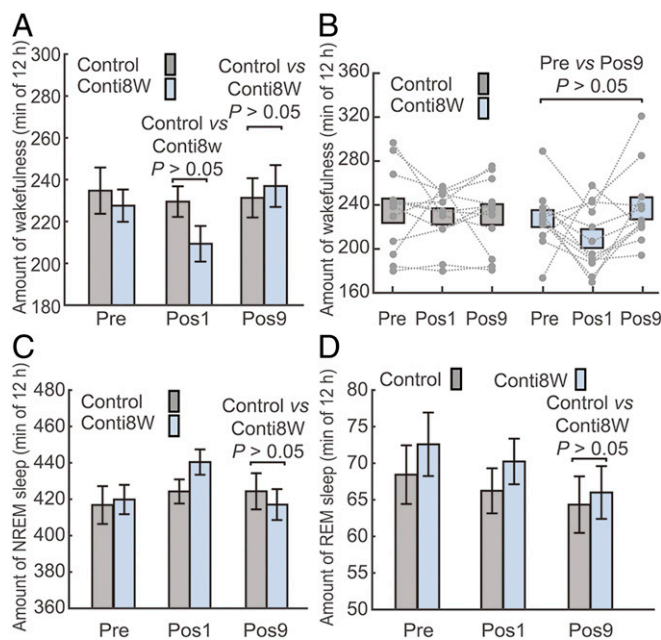 A
Amount of wakefulness (min of 12 h)
300
280
260
240
220
200
180
Control
Conti8W
Control vs
Conti8w
P > 0.05
Control vs
Conti8W
P > 0.05
Pre Pos1 Pos9
B
Amount of wakefulness (min of 12 h)
360
300
240
200
160
Control
Conti8W
Pre vs Pos9
P > 0.05
Pre Pos1 Pos9 Pre Pos1 Pos9
C
Amount of NREM sleep (min of 12 h)
480
460
440
420
400
380
360
Control
Conti8W
Control vs
Conti8W
P > 0.05
Pre Pos1 Pos9
D
Amount of REM sleep (min of 12 h)
80
75
70
65
60
55
50
Control Conti8W
Control vs
Conti8W
P > 0.05
Pre Pos1 Pos9